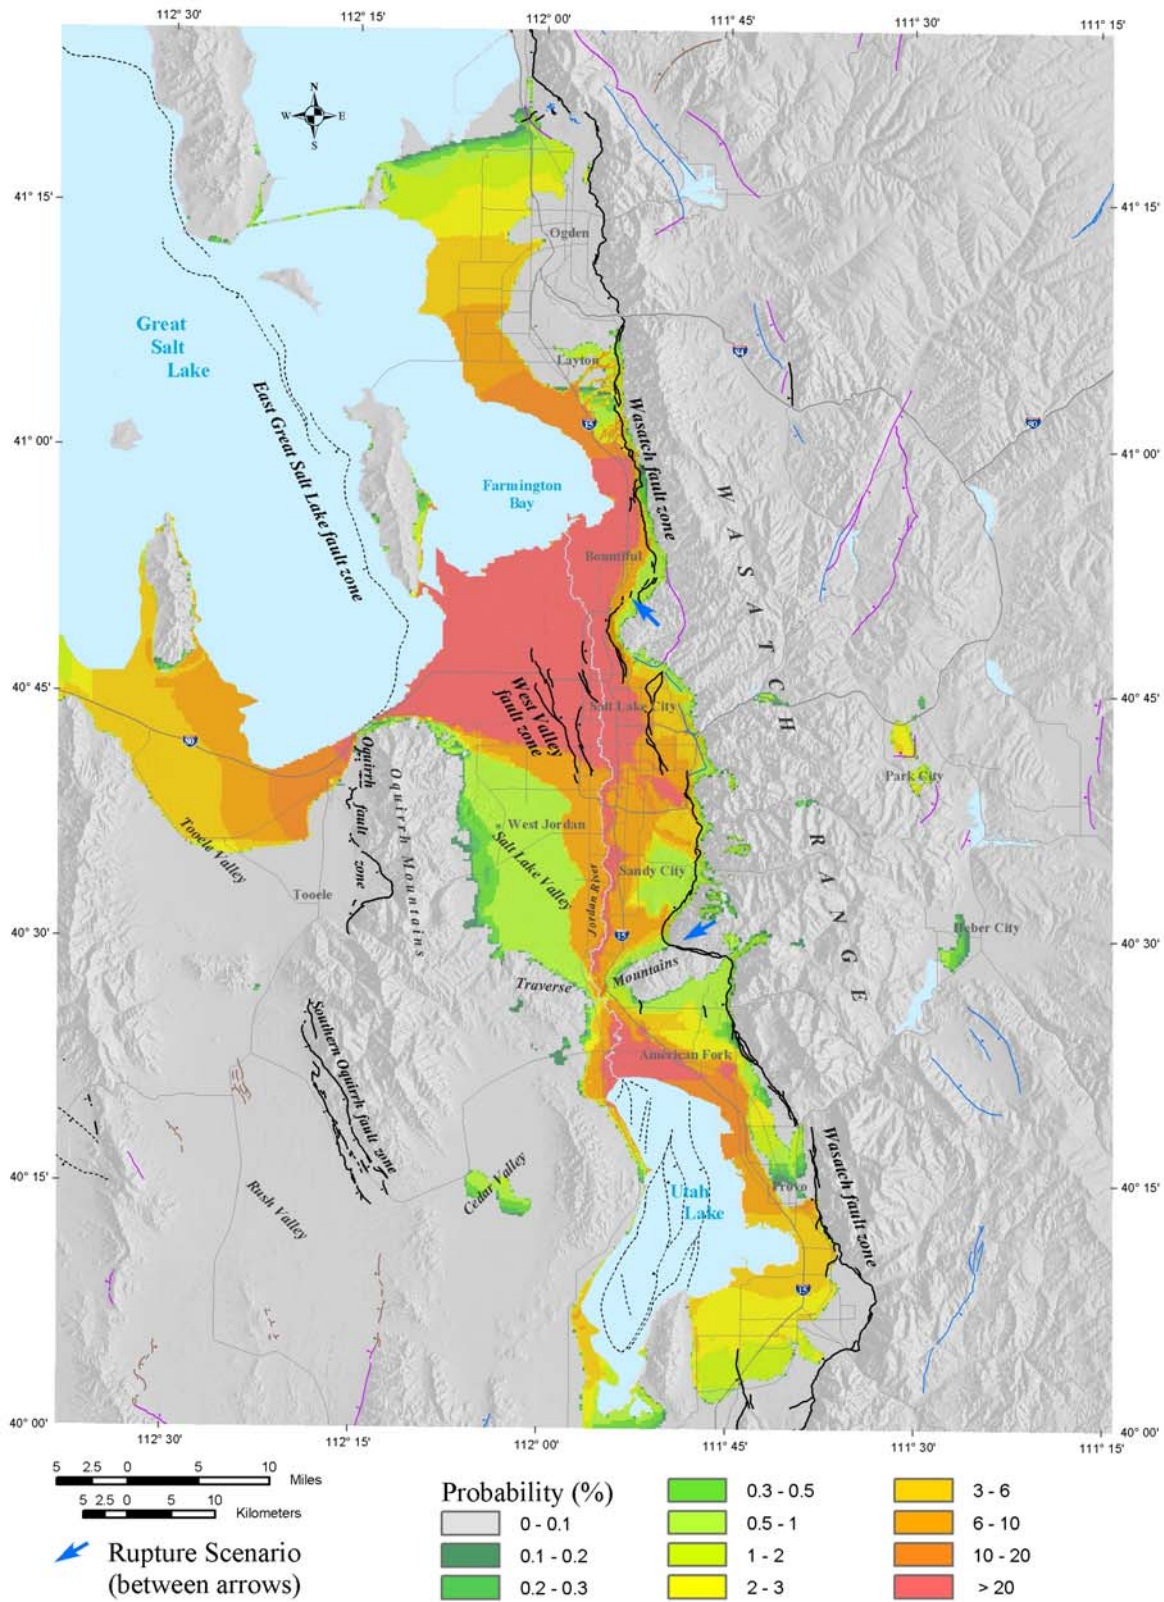 112° 30'
112° 15'
112° 00'
111° 45'
111° 30'
111° 15'
N
W
E
S
41° 15'
41° 15'
Ogden
Great
Salt
Lake
84
Layton
15
80
East Great Salt Lake fault zone
Wasatch fault zone
41° 00'
41° 00'
Farmington
Bay
Bountiful
WASATCH
RANGE
40° 45'
40° 45'
West Valley
fault zone
Salt Lake City
80
Oquirrh fault zone
Oquirrh Mountains
Park City
West Jordan
Tooele Valley
Salt Lake Valley
Sandy City
Tooele
Jordan River
Heber City
40° 30'
40° 30'
15
Traverse
Mountains
Southern Oquirrh fault zone
American Fork
Wasatch fault zone
40° 15'
40° 15'
Cedar Valley
Rush Valley
Utah
Lake
Provo
15
40° 00'
40° 00'
112° 30'
112° 15'
112° 00'
111° 45'
111° 30'
111° 15'
5 2.5 0 5 10 Miles
5 2.5 0 5 10 Kilometers
Rupture Scenario
(between arrows)
Probability (%)
0 - 0.1
0.1 - 0.2
0.2 - 0.3
0.3 - 0.5
0.5 - 1
1 - 2
2 - 3
3 - 6
6 - 10
10 - 20
> 20